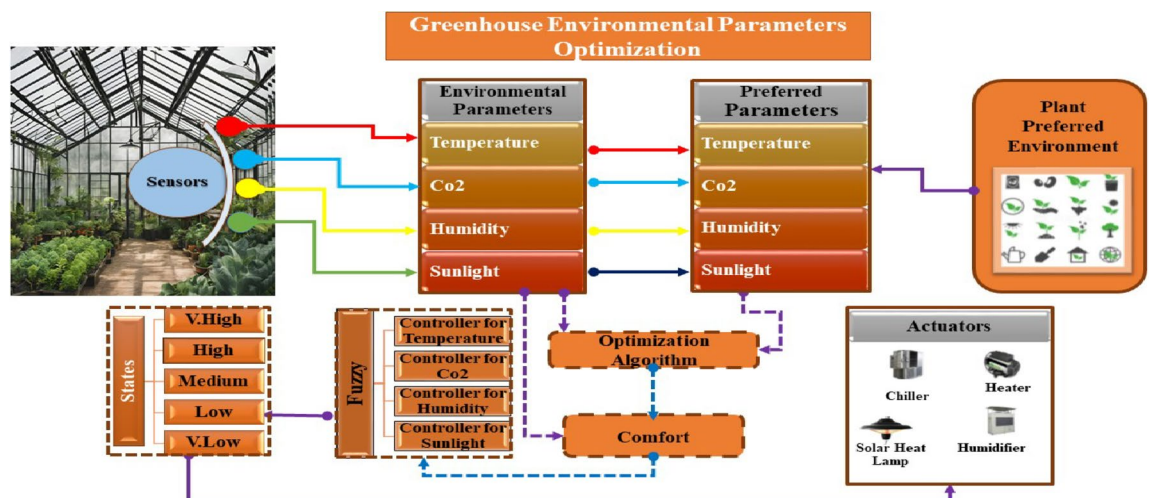 Greenhouse Environmental Parameters
Optimization
Sensors
Environmental
Parameters
Temperature
Co2
Humidity
Sunlight
Preferred
Parameters
Temperature
Co2
Humidity
Sunlight
Plant
Preferred
Environment
States
V.High
High
Medium
Low
V.Low
Fuzzy
Controller for
Temperature
Controller for
Co2
Controller for
Humidity
Controller for
Sunlight
Optimization
Algorithm
Comfort
Actuators
Chiller
Heater
Solar Heat
Lamp
Humidifier